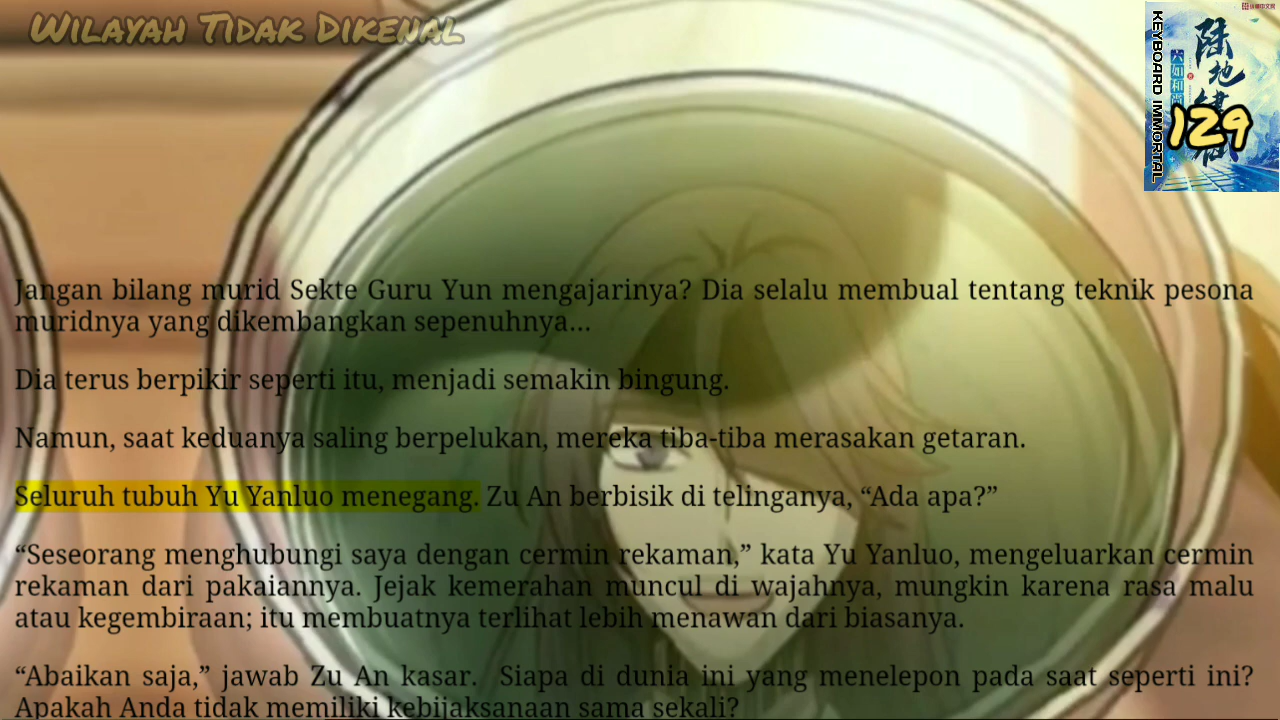 Wilayah Tidak Dikenal
KEYBOARD IMMORTAL
129
Jangan bilang murid Sekte Guru Yun mengajarinya? Dia selalu membual tentang teknik pesona
muridnya yang dikembangkan sepenuhnya...
Dia terus berpikir seperti itu, menjadi semakin bingung.
Namun, saat keduanya saling berpelukan, mereka tiba-tiba merasakan getaran.
Seluruh tubuh Yu Yanluo menegang. Zu An berbisik di telinganya, “Ada apa?”
“Seseorang menghubungi saya dengan cermin rekaman,” kata Yu Yanluo, mengeluarkan cermin
rekaman dari pakaiannya. Jejak kemerahan muncul di wajahnya, mungkin karena rasa malu
atau kegembiraan; itu membuatnya terlihat lebih menawan dari biasanya.
“Abaikan saja,” jawab Zu An kasar. Siapa di dunia ini yang menelepon pada saat seperti ini?
Apakah Anda tidak memiliki kebijaksanaan sama sekali?